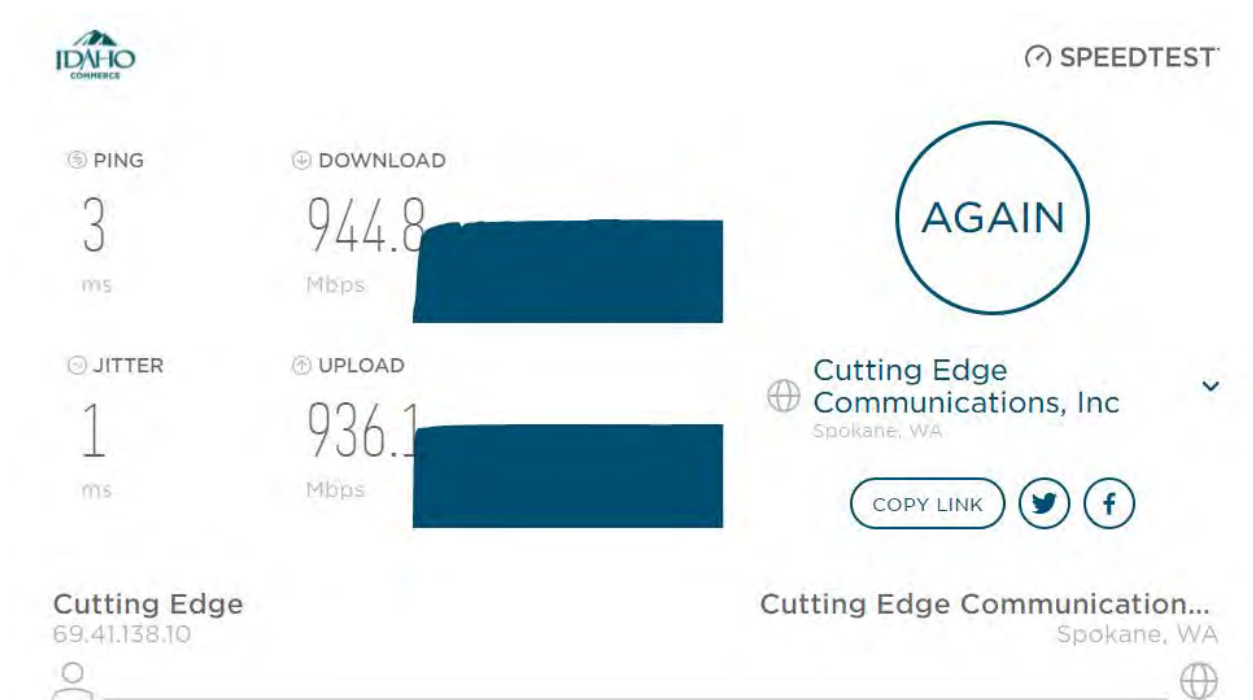 IDAHO
COMMERCE
SPEEDTEST
PING
3
ms
DOWNLOAD
944.8
Mbps
AGAIN
JITTER
1
ms
UPLOAD
936.1
Mbps
Cutting Edge
Communications, Inc
Spokane, WA
COPY LINK
Cutting Edge
69.41.138.10
Cutting Edge Communication...
Spokane, WA